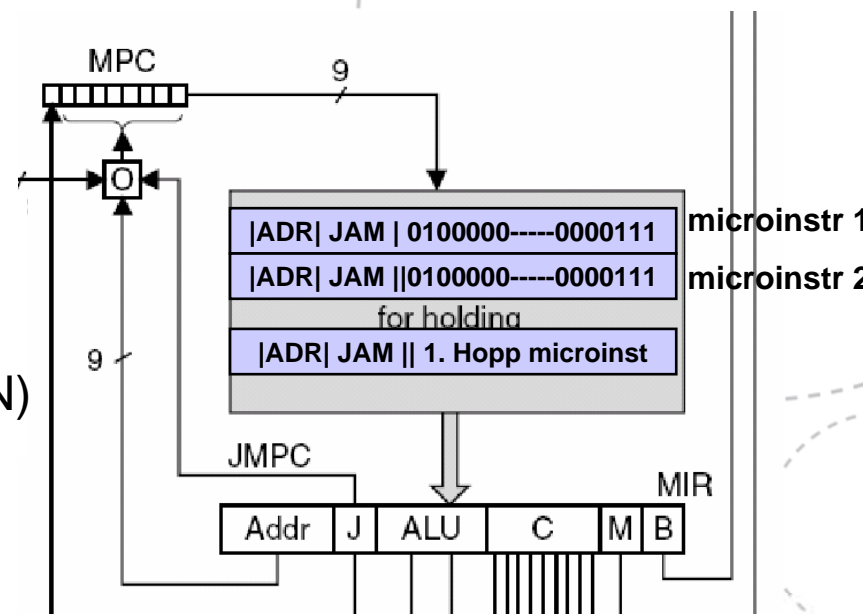 MPC
9
O
|ADR| JAM | 0100000-----0000111
microinstr 1
|ADR| JAM ||0100000-----0000111
microinstr 2
for holding
|ADR| JAM || 1. Hopp microinst
9
N)
JMPC
MIR
Addr J ALU C M B